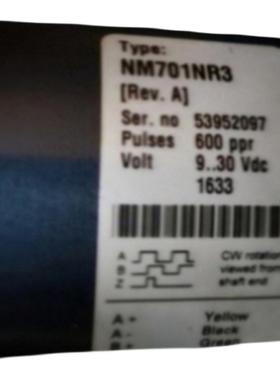 Type:
NM701NR3
[Rev. A]
Ser. no 53952097
Pulses 600 ppr
Volt 9..30 Vdc
1633
A CW rotation
B viewed from
Z shaft end
A + Yellow
A - Black
B + Green